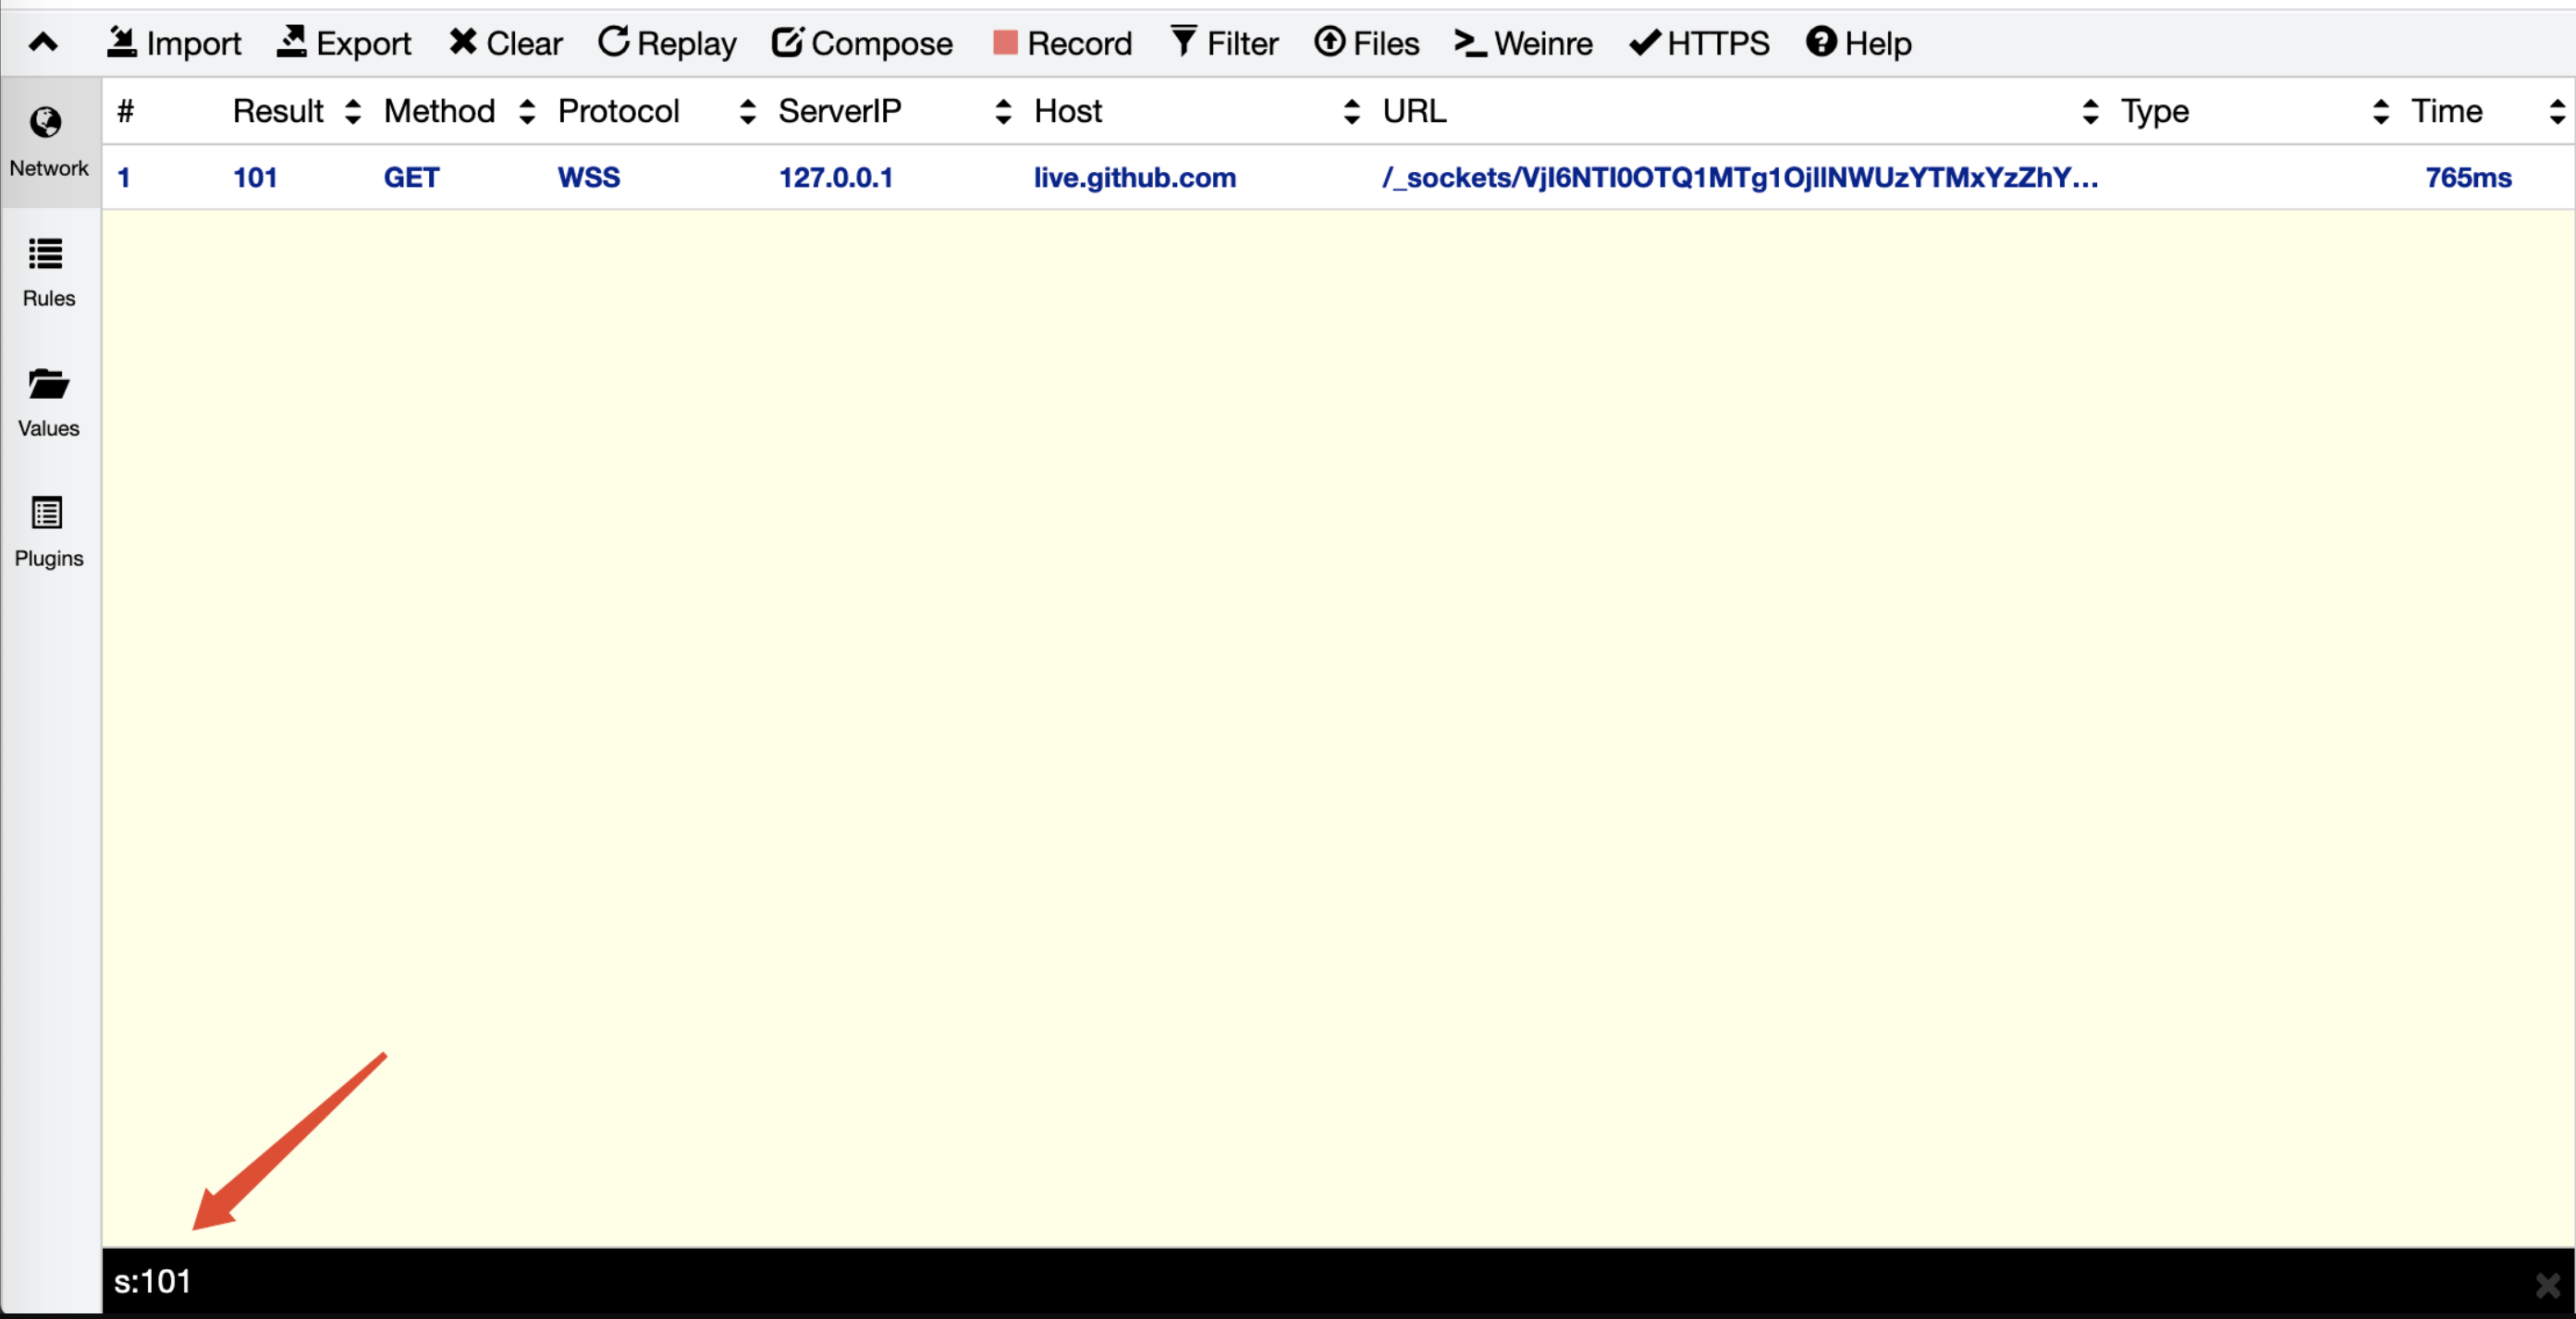 Import Export Clear Replay Compose Record Filter Files Weinre HTTPS Help
# Result Method Protocol ServerIP Host URL Type Time
1 101 GET WSS 127.0.0.1 live.github.com /_sockets/VjI6NTI0OTQ1MTg1OjllNWUzYTMxYzZhY... 765ms
Network
Rules
Values
Plugins
s:101